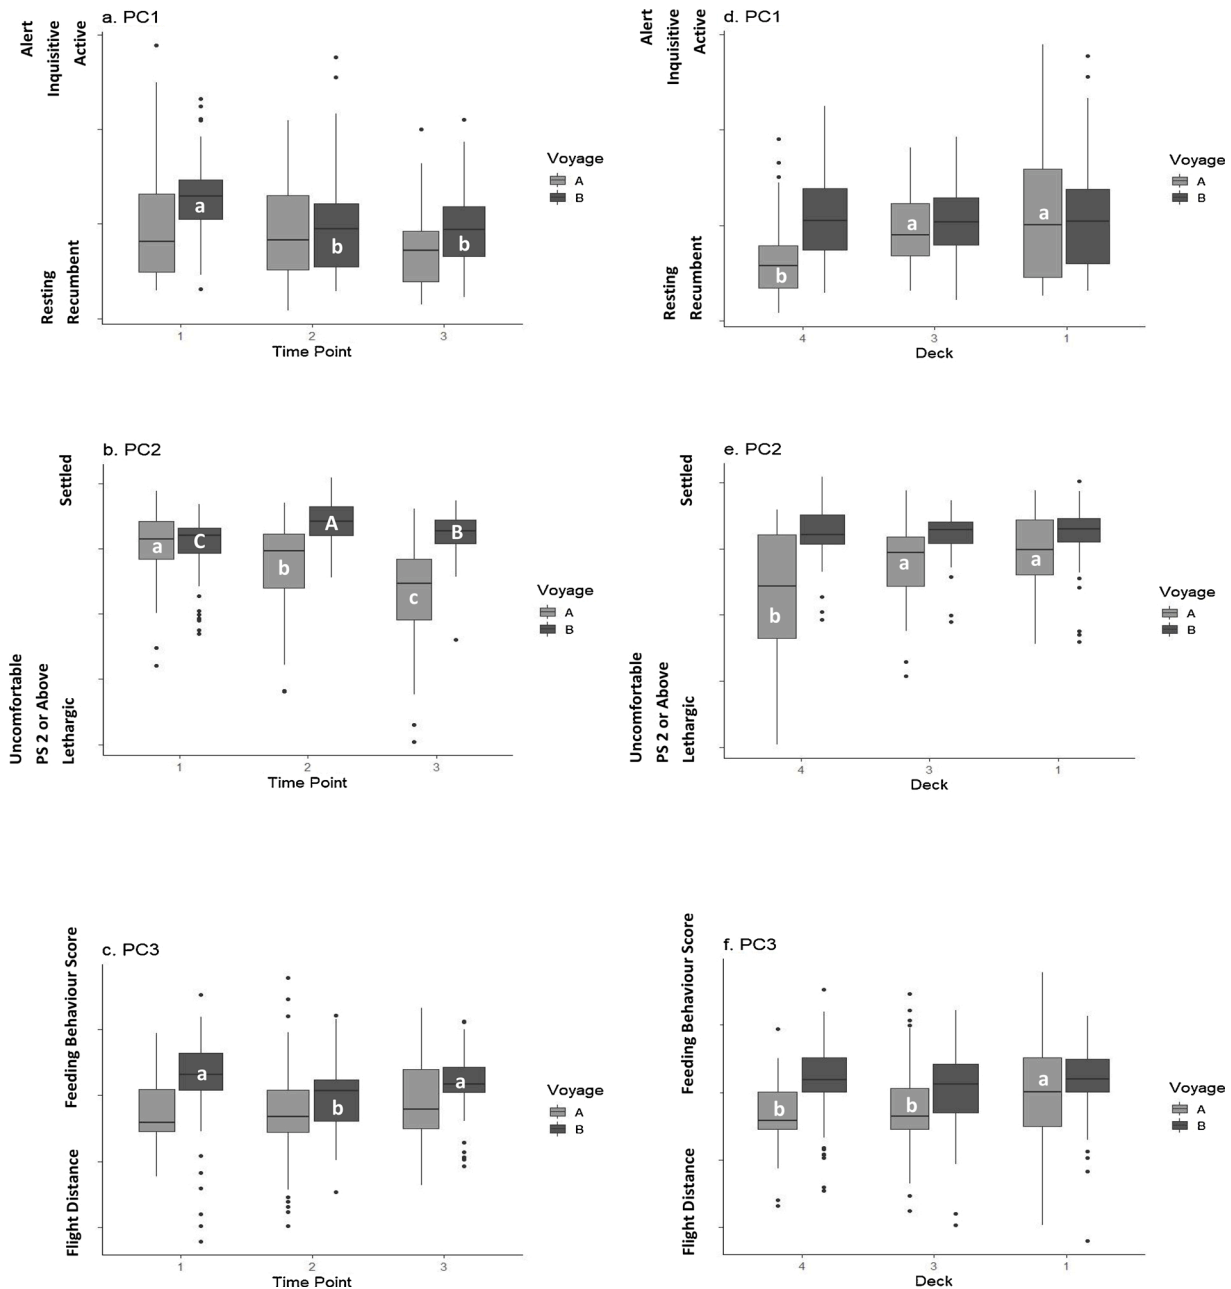 a. PC1
Alert
Inquisitive
Active
Resting
Recumbent
a
b
b
1
2
3
Time Point
Voyage
A
B
d. PC1
Alert
Inquisitive
Active
Resting
Recumbent
b
a
a
4
3
1
Deck
Voyage
A
B
b. PC2
Settled
Uncomfortable
PS 2 or Above
Lethargic
a
C
b
A
c
B
1
2
3
Time Point
Voyage
A
B
e. PC2
Settled
Uncomfortable
PS 2 or Above
Lethargic
b
a
a
4
3
1
Deck
Voyage
A
B
c. PC3
Feeding Behaviour Score
Flight Distance
a
b
a
1
2
3
Time Point
Voyage
A
B
f. PC3
Feeding Behaviour Score
Flight Distance
b
b
a
4
3
1
Deck
Voyage
A
B